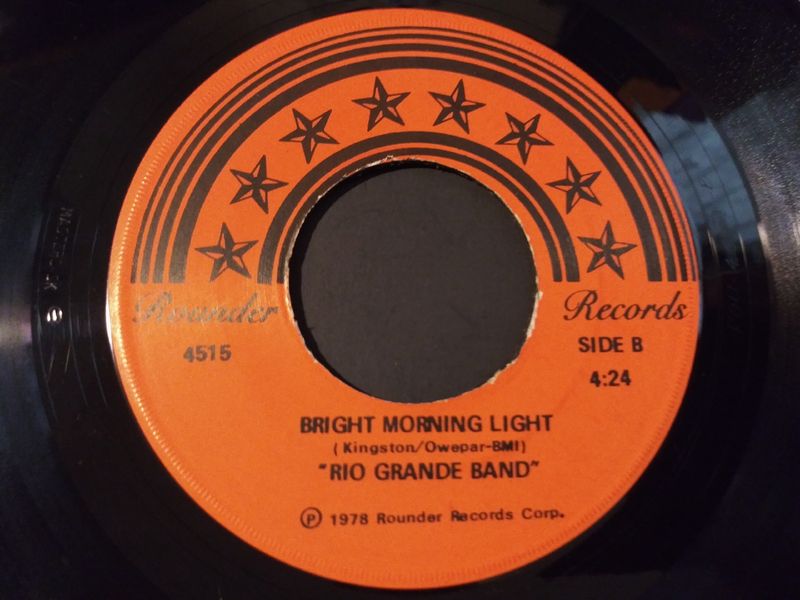 Rounder Records
4515
SIDE B
4:24
BRIGHT MORNING LIGHT
(Kingston/Owepar-BMI)
"RIO GRANDE BAND"
Ⓟ 1978 Rounder Records Corp.